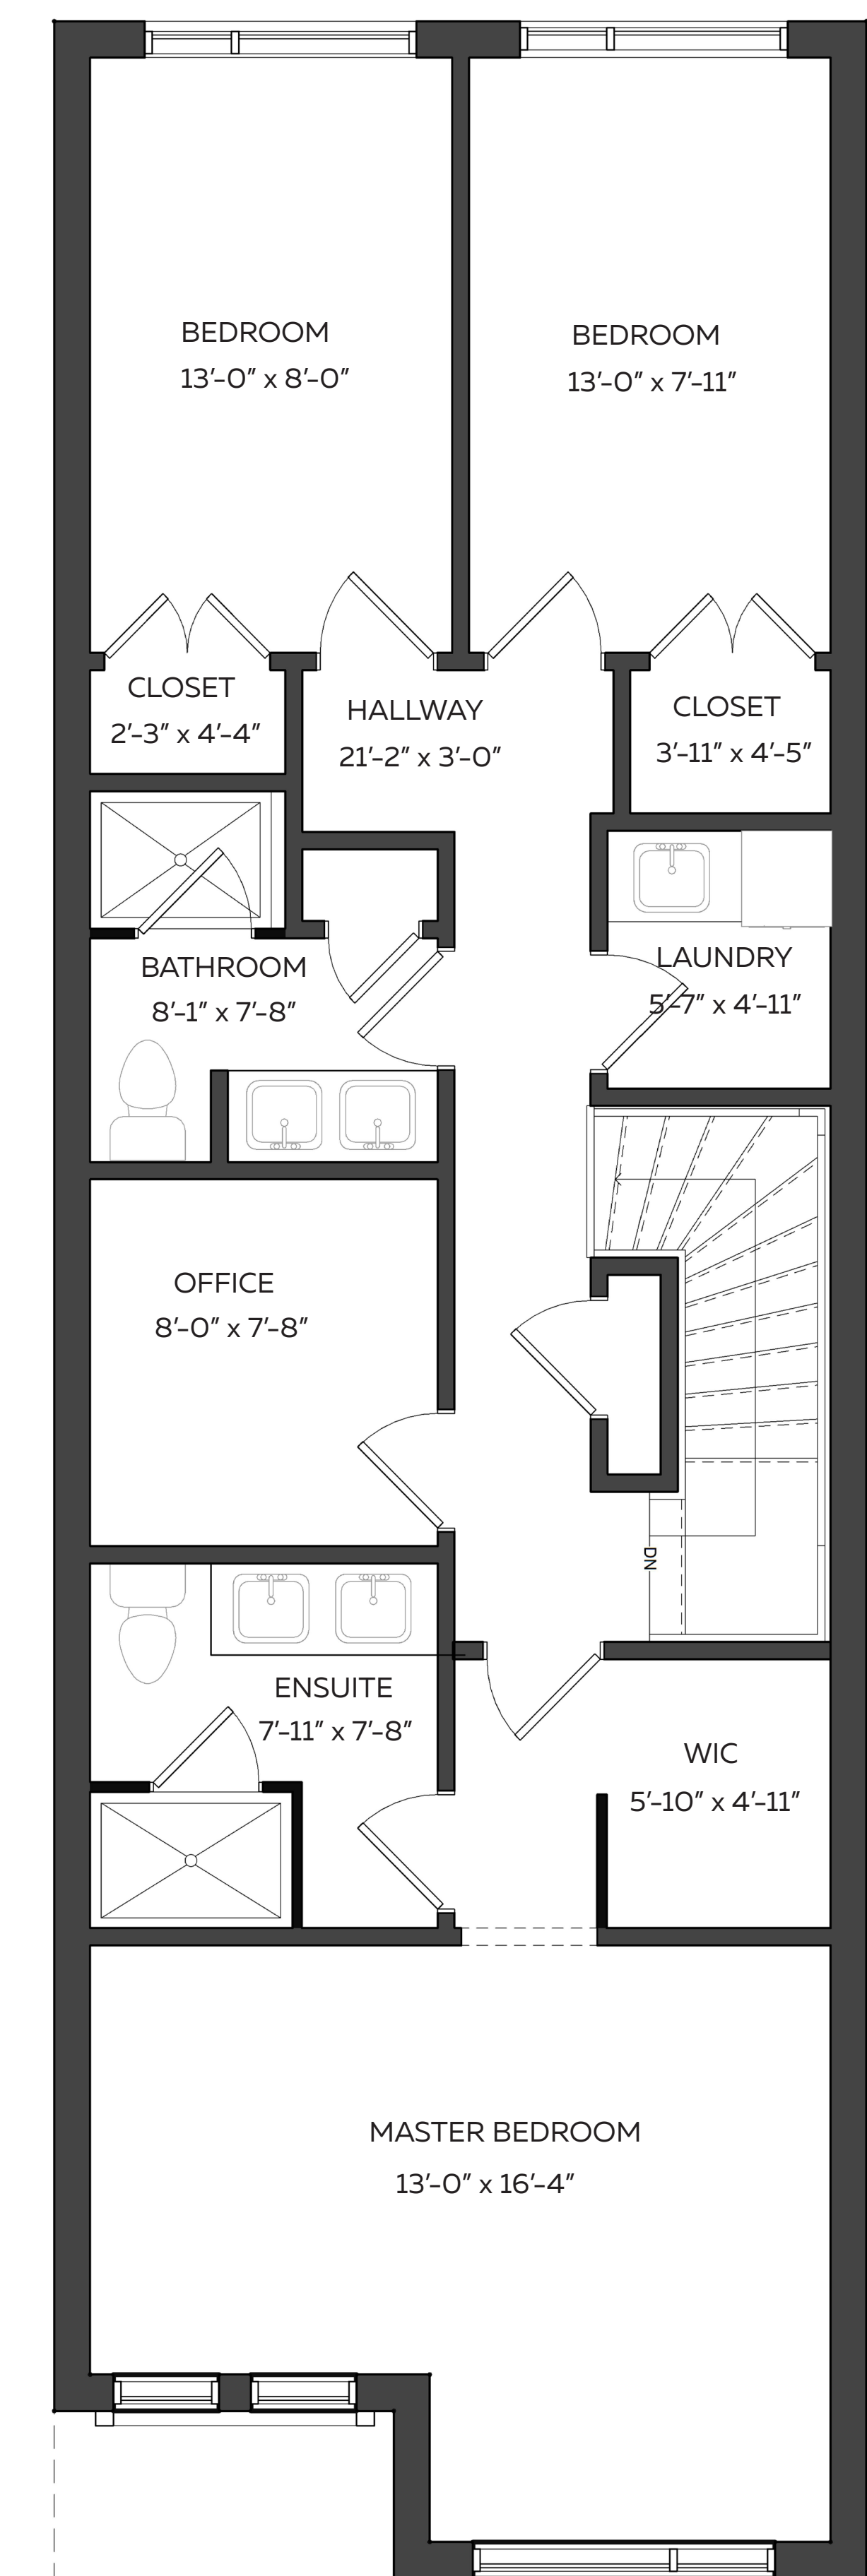 BEDROOM
13′-0″ x 8′-0″
BEDROOM
13′-0″ x 7′-11″
CLOSET
2′-3″ x 4′-4″
HALLWAY
21′-2″ x 3′-0″
CLOSET
3′-11″ x 4′-5″
BATHROOM
8′-1″ x 7′-8″
LAUNDRY
5′-7″ x 4′-11″
OFFICE
8′-0″ x 7′-8″
DN
ENSUITE
7′-11″ x 7′-8″
WIC
5′-10″ x 4′-11″
MASTER BEDROOM
13′-0″ x 16′-4″